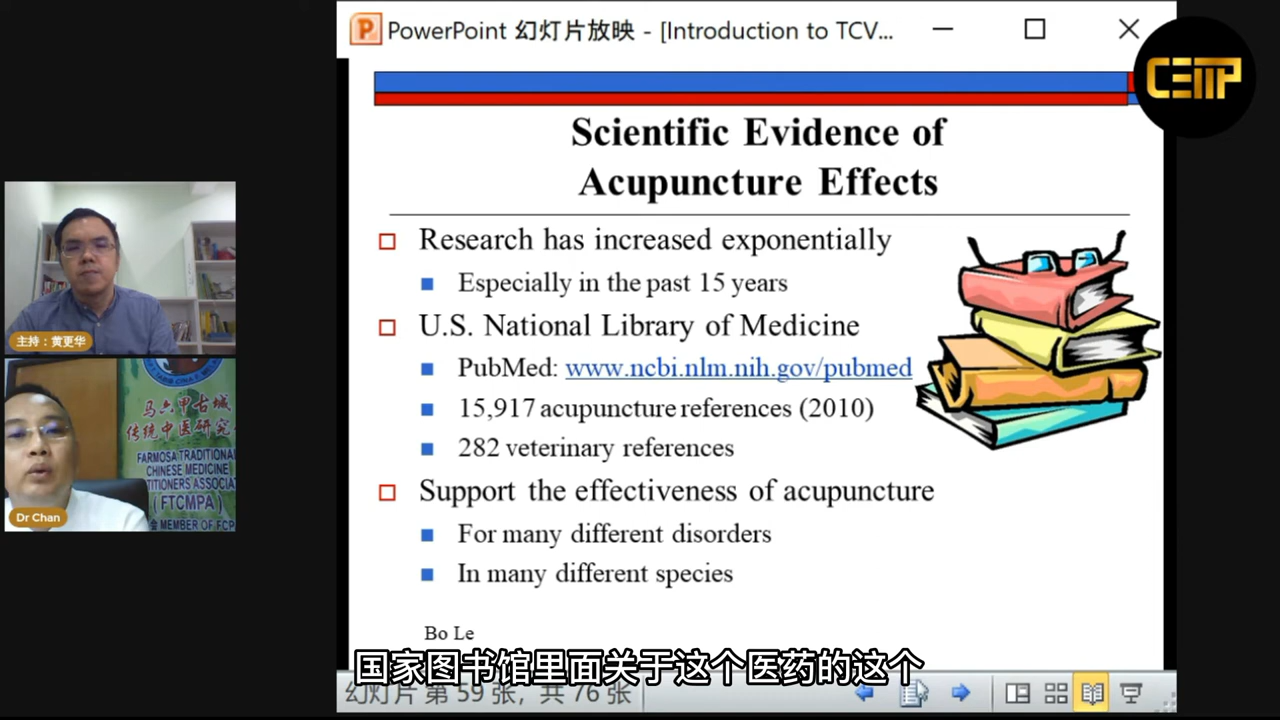 PowerPoint 幻灯片放映 - [Introduction to TCV...
CEMP
Scientific Evidence of
Acupuncture Effects
Research has increased exponentially
Especially in the past 15 years
U.S. National Library of Medicine
PubMed: www.ncbi.nlm.nih.gov/pubmed
15,917 acupuncture references (2010)
282 veterinary references
Support the effectiveness of acupuncture
For many different disorders
In many different species
Bo Le
国家图书馆里面关于这个医药的这个
幻灯片 第 59 张，共 76 张
主持：黄更华
马六甲古城
传统中医研究
FARMOSA TRADITIONAL
CHINESE MEDICINE
TITIONERS ASSOCIAT
( FTCMPA )
MEMBER OF FCP
Dr Chan